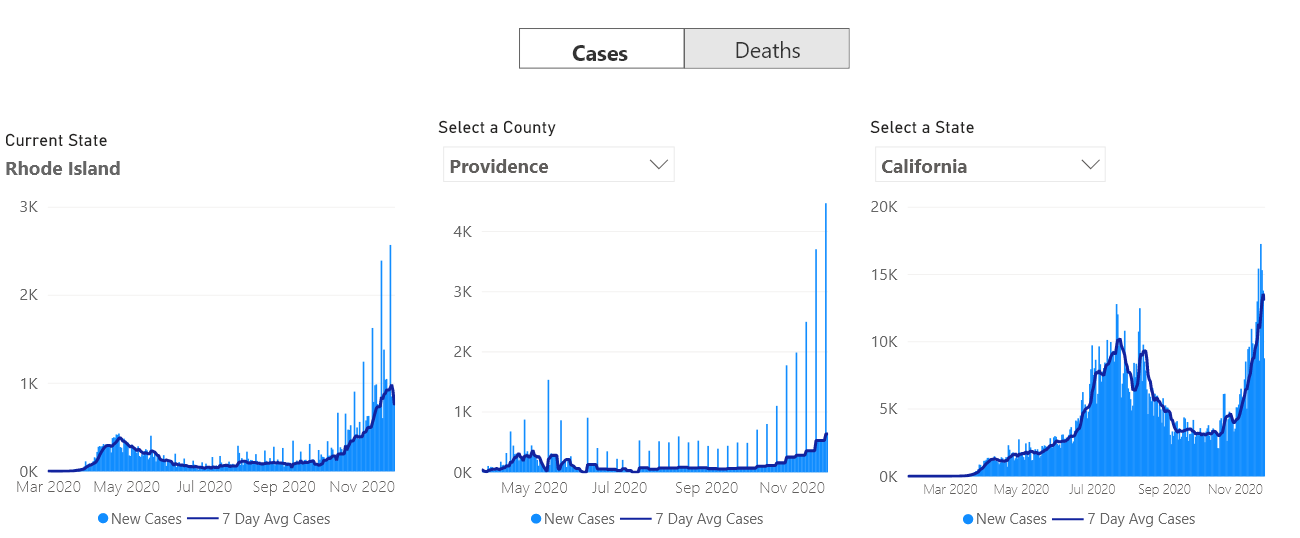 Cases Deaths
Current State
Rhode Island
3K
2K
1K
0K
Mar 2020 May 2020 Jul 2020 Sep 2020 Nov 2020
New Cases 7 Day Avg Cases
Select a County
Providence
4K
3K
2K
1K
0K
May 2020 Jul 2020 Sep 2020 Nov 2020
New Cases 7 Day Avg Cases
Select a State
California
20K
15K
10K
5K
0K
Mar 2020 May 2020 Jul 2020 Sep 2020 Nov 2020
New Cases 7 Day Avg Cases